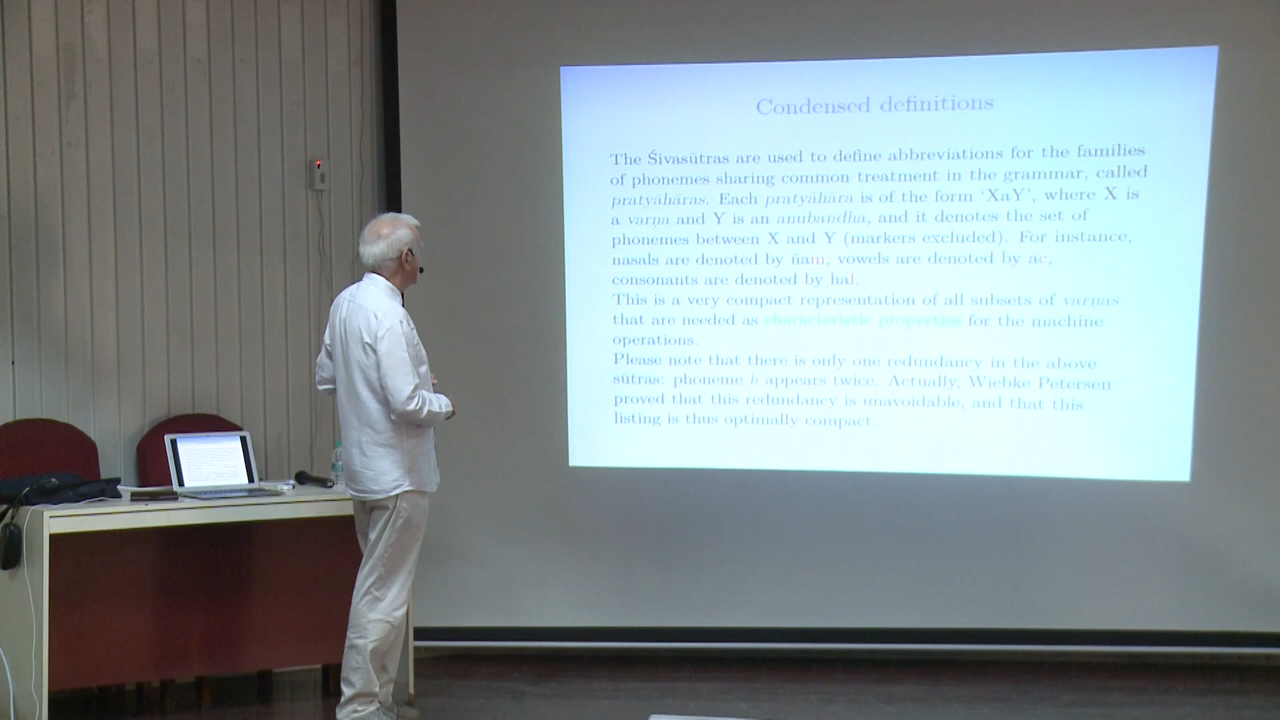 Condensed definitions
The Śivasūtras are used to define abbreviations for the families
of phonemes sharing common treatment in the grammar, called
pratyāhāras. Each pratyāhāra is of the form ‘XaY’, where X is
a varṇa and Y is an anubandha, and it denotes the set of
phonemes between X and Y (markers excluded). For instance,
nasals are denoted by ñam, vowels are denoted by ac,
consonants are denoted by hal.
This is a very compact representation of all subsets of varṇas
that are needed as characteristic properties for the machine
operations.
Please note that there is only one redundancy in the above
sūtras: phoneme h appears twice. Actually, Wiebke Petersen
proved that this redundancy is unavoidable, and that this
listing is thus optimally compact.